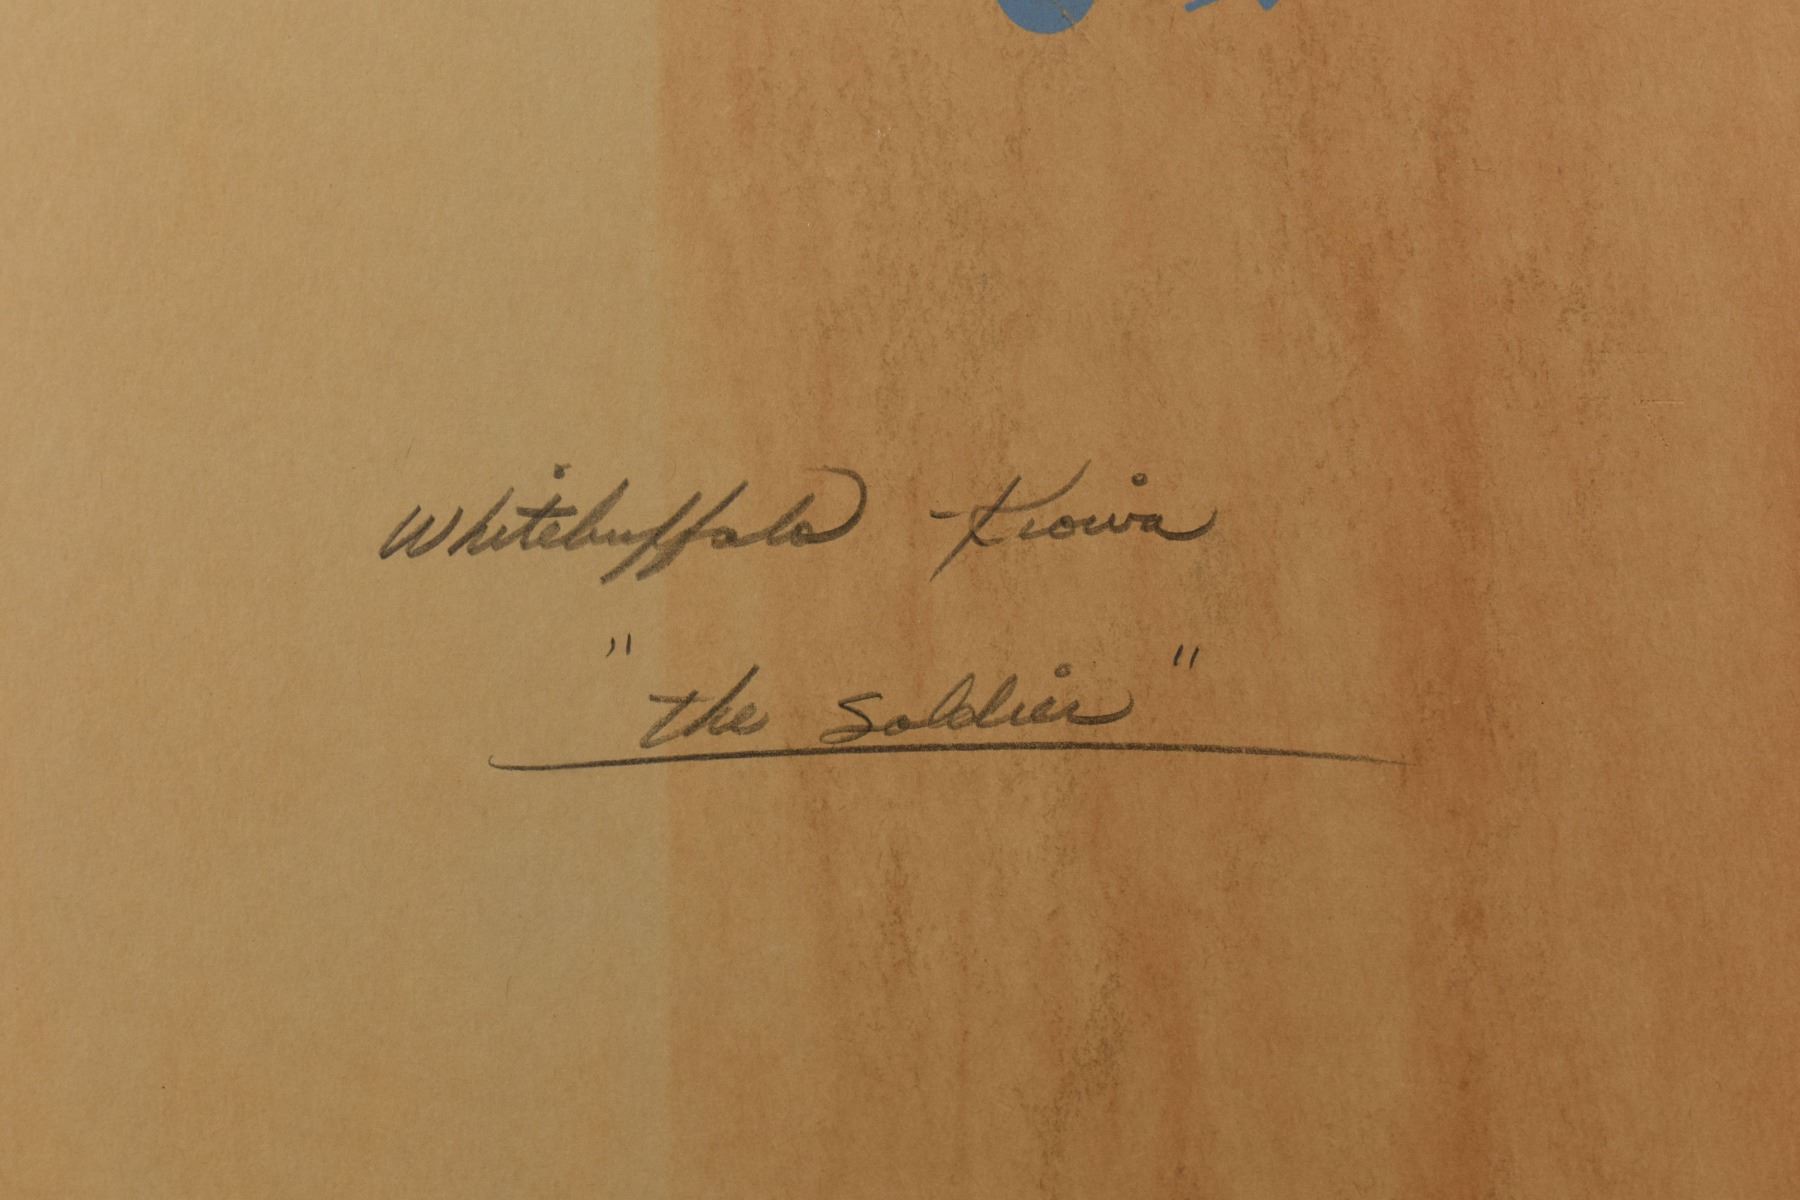 Whitebuffalo - Kiowa
"the Soldier"